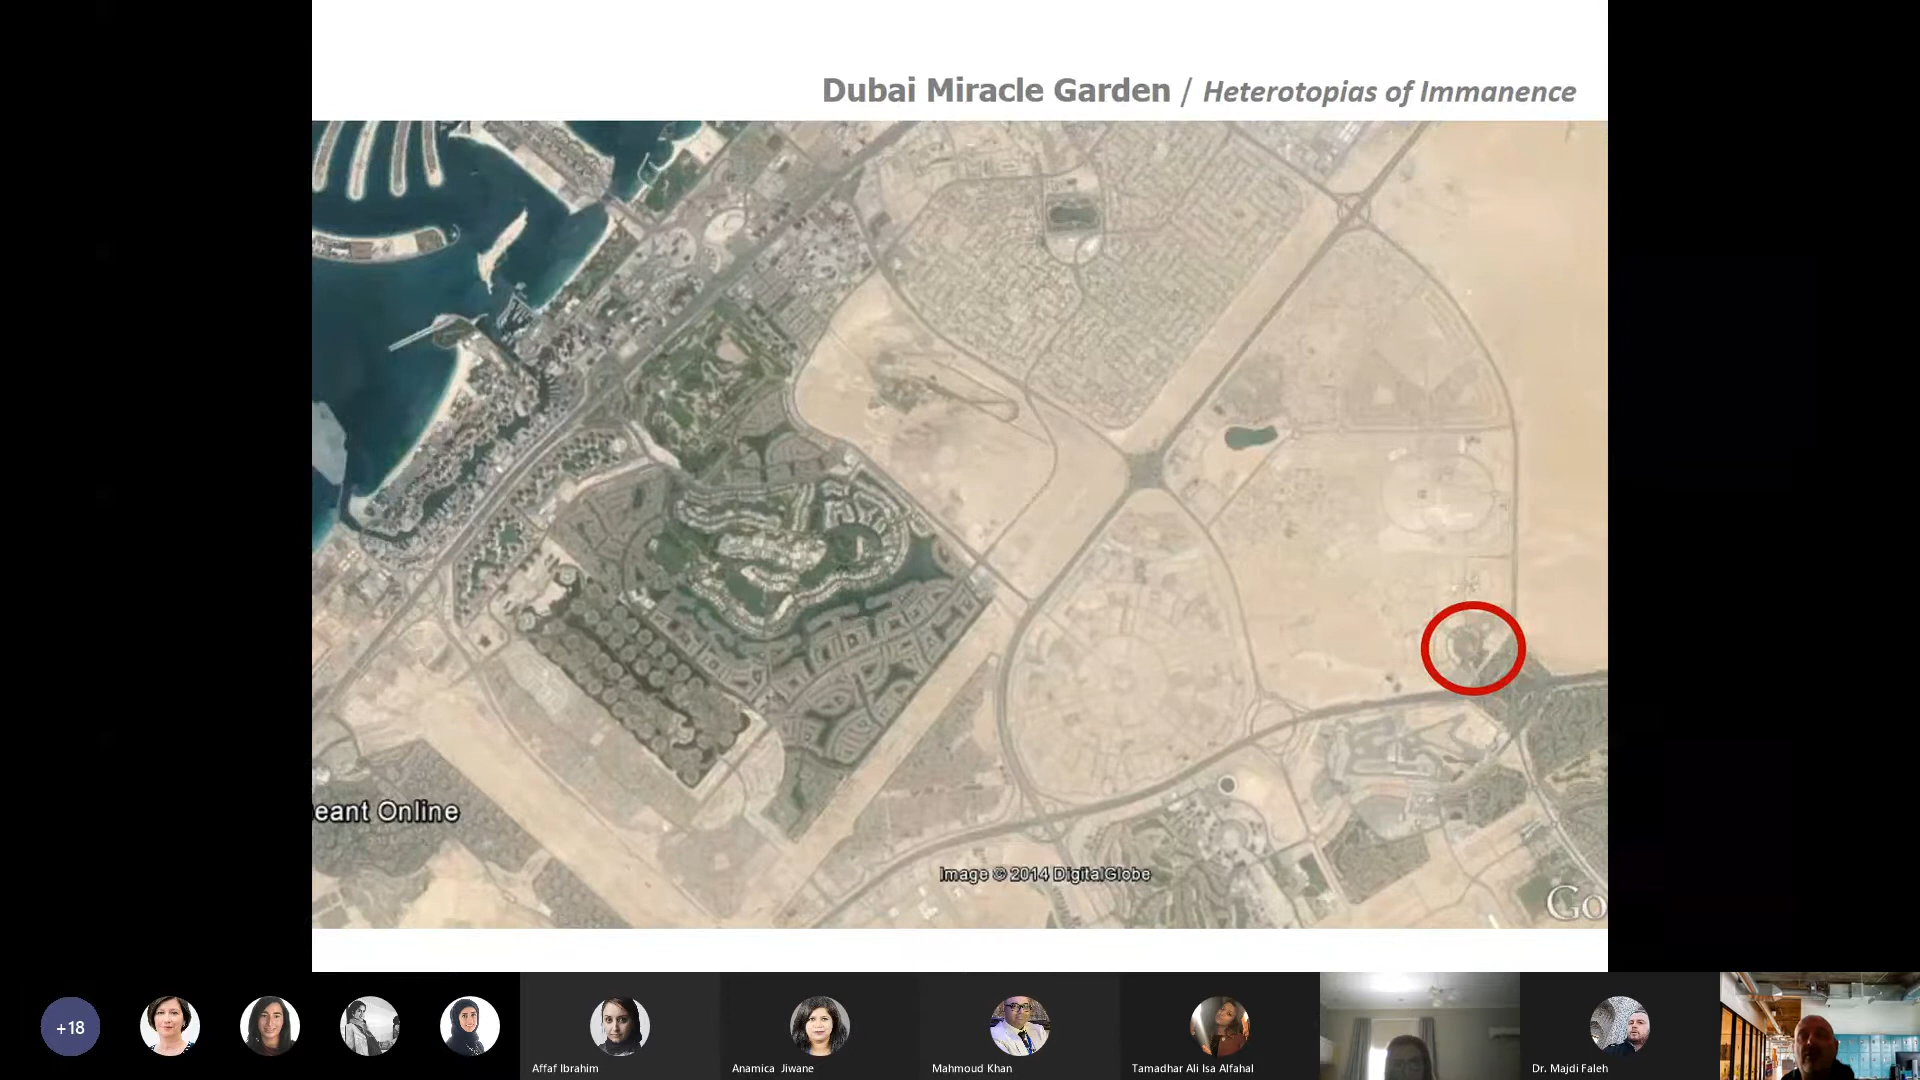 Dubai Miracle Garden / Heterotopias of Immanence
eant Online
Image © 2014 DigitalGlobe
Go
+18
Affaf Ibrahim
Anamica Jiwane
Mahmoud Khan
Tamadhar Ali Isa Alfahal
Dr. Majdi Faleh